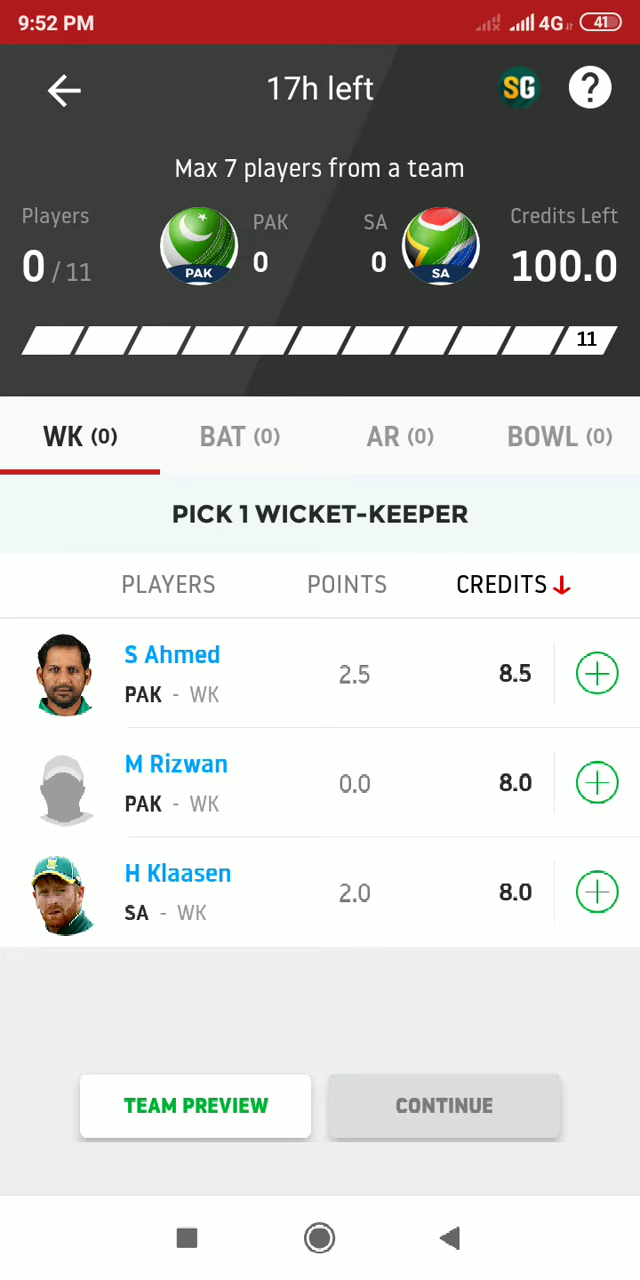 9:52 PM 4G 41
17h left SG ?
Max 7 players from a team
Players PAK SA Credits Left
0 / 11 PAK 0 0 SA 100.0
11
WK (0) BAT (0) AR (0) BOWL (0)
PICK 1 WICKET-KEEPER
PLAYERS POINTS CREDITS
S Ahmed
PAK - WK 2.5 8.5
M Rizwan
PAK - WK 0.0 8.0
H Klaasen
SA - WK 2.0 8.0
TEAM PREVIEW CONTINUE